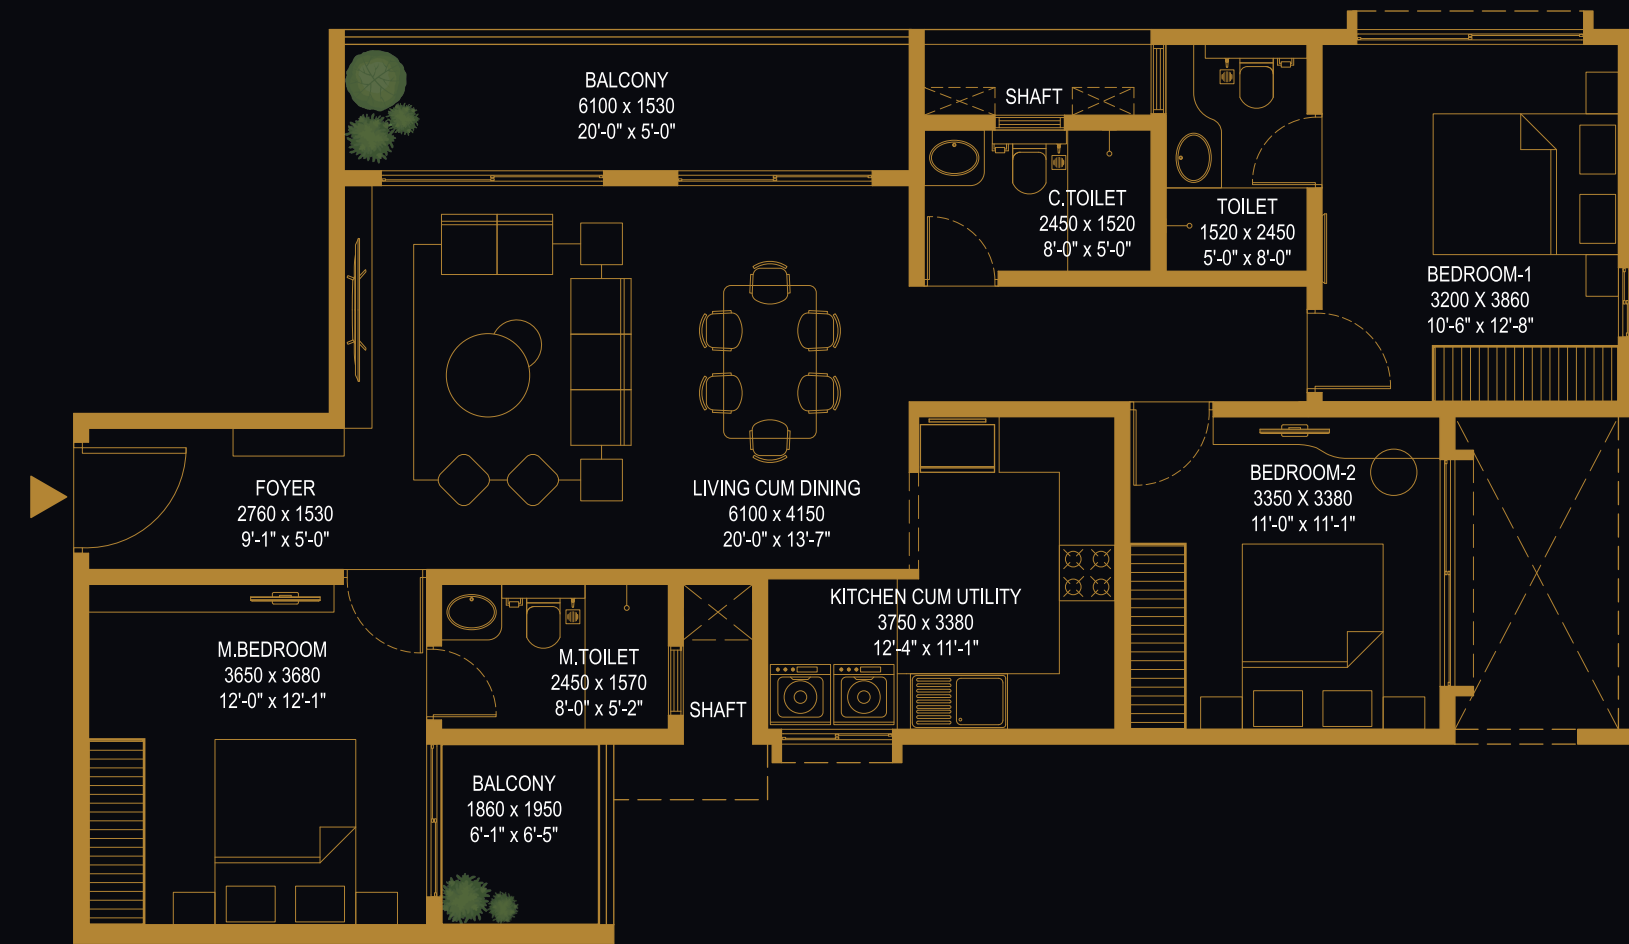 BALCONY
6100 x 1530
20'-0" x 5'-0"
SHAFT
C.TOILET
2450 x 1520
8'-0" x 5'-0"
TOILET
1520 x 2450
5'-0" x 8'-0"
BEDROOM-1
3200 X 3860
10'-6" x 12'-8"
FOYER
2760 x 1530
9'-1" x 5'-0"
LIVING CUM DINING
6100 x 4150
20'-0" x 13'-7"
BEDROOM-2
3350 X 3380
11'-0" x 11'-1"
KITCHEN CUM UTILITY
3750 x 3380
12'-4" x 11'-1"
M.BEDROOM
3650 x 3680
12'-0" x 12'-1"
M.TOILET
2450 x 1570
8'-0" x 5'-2"
SHAFT
BALCONY
1860 x 1950
6'-1" x 6'-5"